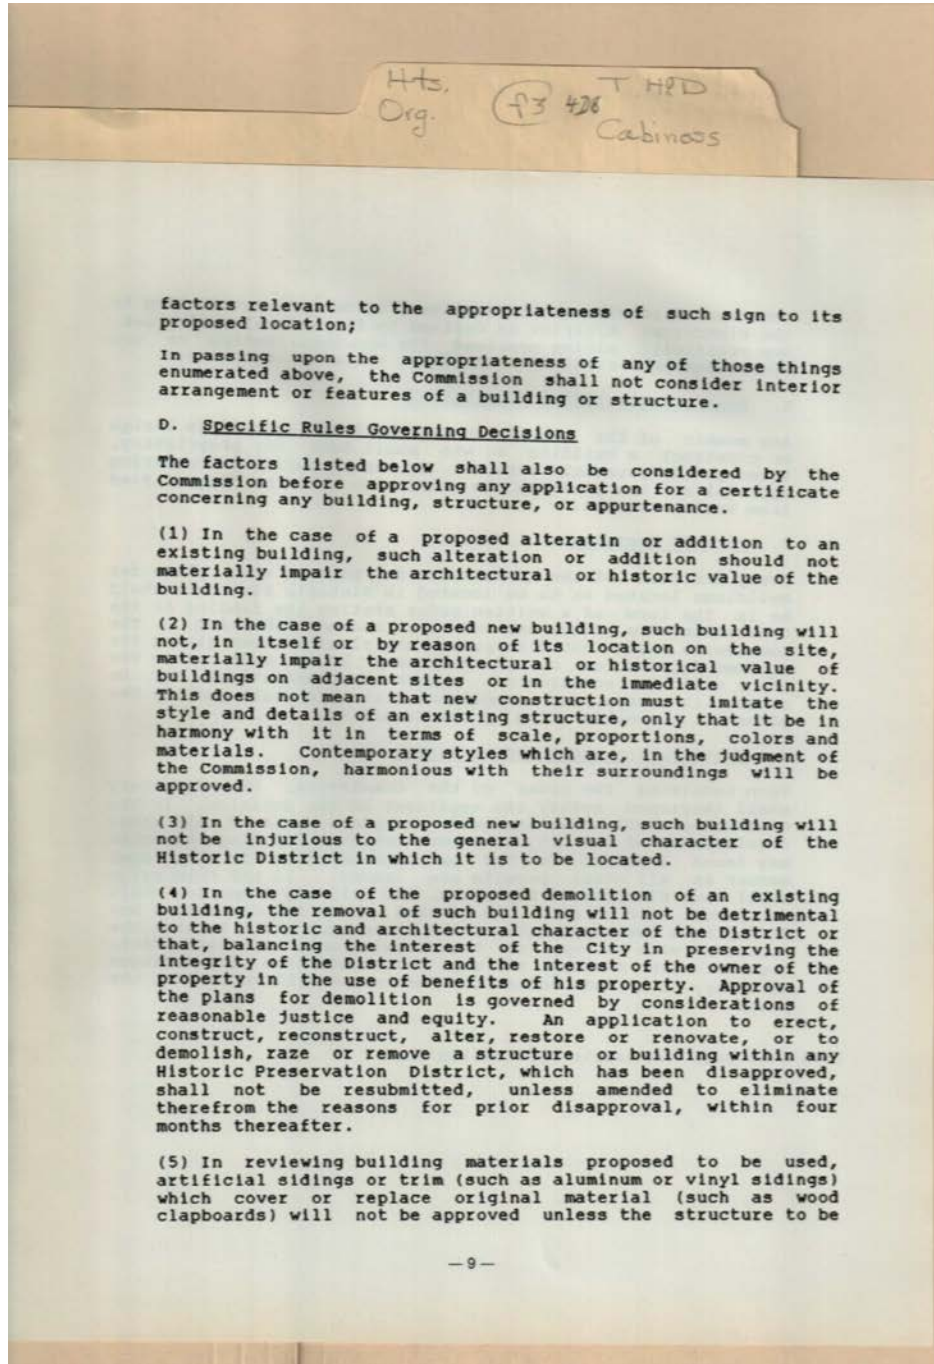 Hts.
Org.
f3
T H&D
Cabinoss
factors relevant to the appropriateness of such sign to its
proposed location;
In passing upon the appropriateness of any of those things
enumerated above, the Commission shall not consider interior
arrangement or features of a building or structure.
D. Specific Rules Governing Decisions
The factors listed below shall also be considered by the
Commission before approving any application for a certificate
concerning any building, structure, or appurtenance.
(1) In the case of a proposed alteratin or addition to an
existing building, such alteration or addition should not
materially impair the architectural or historic value of the
building.
(2) In the case of a proposed new building, such building will
not, in itself or by reason of its location on the site,
materially impair the architectural or historical value of
buildings on adjacent sites or in the immediate vicinity.
This does not mean that new construction must imitate the
style and details of an existing structure, only that it be in
harmony with it in terms of scale, proportions, colors and
materials. Contemporary styles which are, in the judgment of
the Commission, harmonious with their surroundings will be
approved.
(3) In the case of a proposed new building, such building will
not be injurious to the general visual character of the
Historic District in which it is to be located.
(4) In the case of the proposed demolition of an existing
building, the removal of such building will not be detrimental
to the historic and architectural character of the District or
that, balancing the interest of the City in preserving the
integrity of the District and the interest of the owner of the
property in the use of benefits of his property. Approval of
the plans for demolition is governed by considerations of
reasonable justice and equity. An application to erect,
construct, reconstruct, alter, restore or renovate, or to
demolish, raze or remove a structure or building within any
Historic Preservation District, which has been disapproved,
shall not be resubmitted, unless amended to eliminate
therefrom the reasons for prior disapproval, within four
months thereafter.
(5) In reviewing building materials proposed to be used,
artificial sidings or trim (such as aluminum or vinyl sidings)
which cover or replace original material (such as wood
clapboards) will not be approved unless the structure to be
—9—